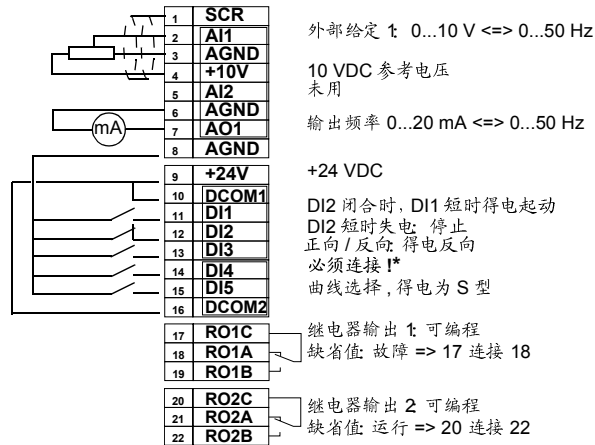 1 SCR
2 AI1 外部给定 1: 0...10 V <=> 0...50 Hz
3 AGND
4 +10V 10 VDC 参考电压
5 AI2 未用
6 AGND
7 AO1 输出频率 0...20 mA <=> 0...50 Hz
mA
8 AGND
9 +24V +24 VDC
10 DCOM1
11 DI1 DI2 闭合时, DI1 短时得电起动
12 DI2 DI2 短时失电: 停止
13 DI3 正向 / 反向: 得电反向
14 DI4 必须连接 !*
15 DI5 曲线选择 , 得电为 S 型
16 DCOM2
17 RO1C 继电器输出 1: 可编程
18 RO1A 缺省值: 故障 => 17 连接 18
19 RO1B
20 RO2C 继电器输出 2: 可编程
21 RO2A 缺省值: 运行 => 20 连接 22
22 RO2B